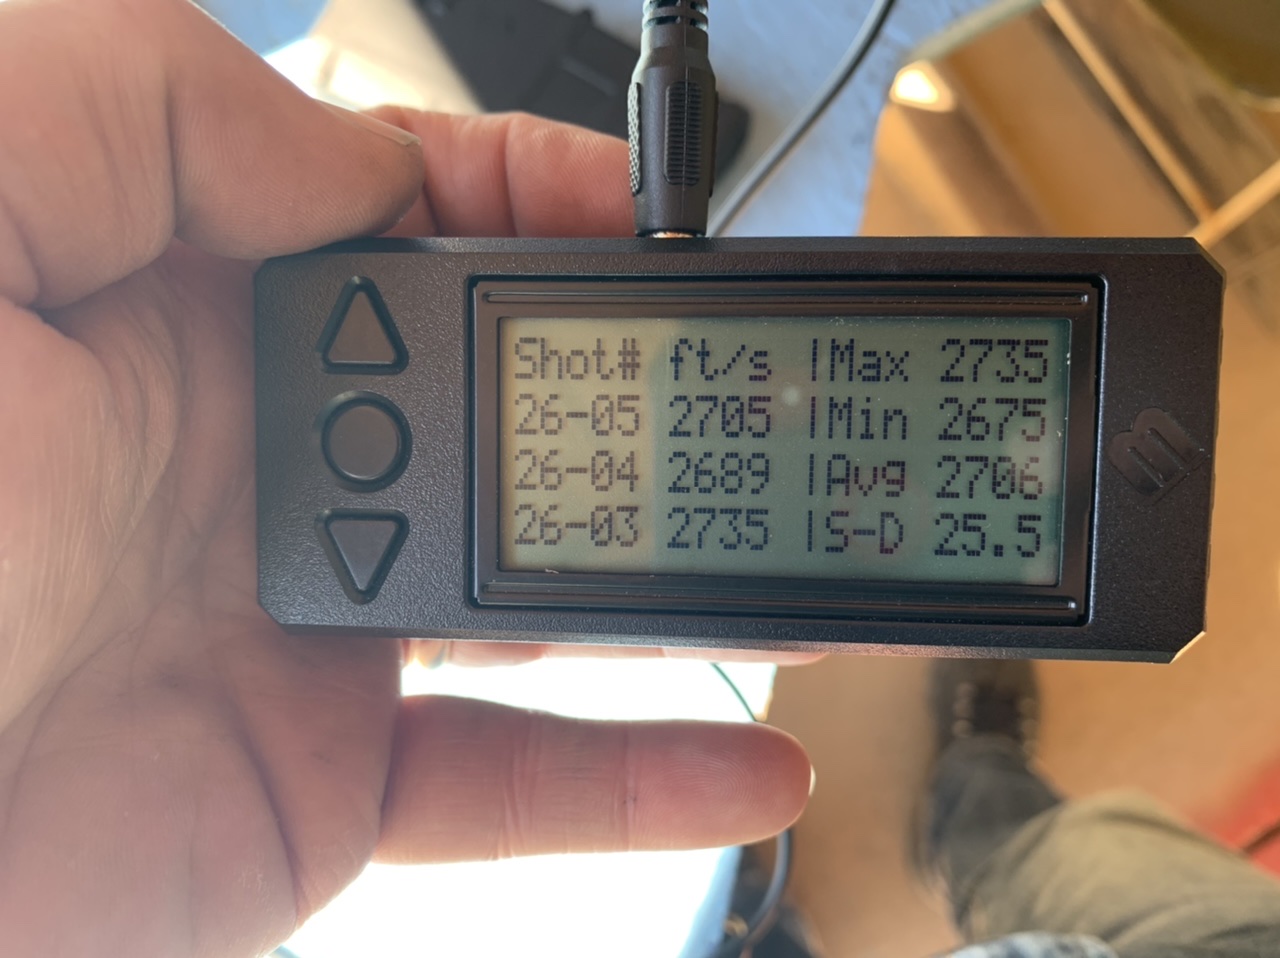 Shot# ft/s |Max 2735
26-05 2705 |Min 2675
26-04 2689 |Avg 2706
26-03 2735 |S-D 25.5
m